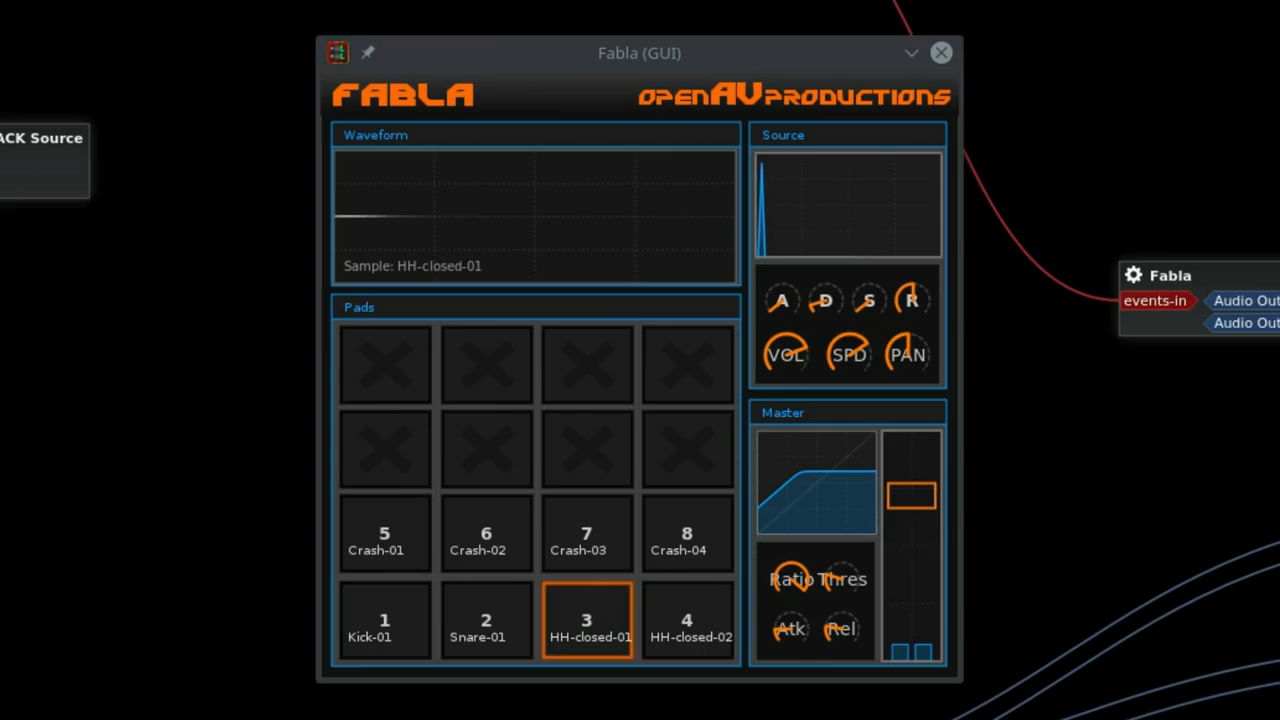 Fabla (GUI)
FABLA
OPENAVPRODUCTIONS
ACK Source
Waveform
Sample: HH-closed-01
Source
A D S R
VOL SPD PAN
Fabla
events-in
Audio Out
Audio Out
Pads
5
Crash-01
6
Crash-02
7
Crash-03
8
Crash-04
1
Kick-01
2
Snare-01
3
HH-closed-01
4
HH-closed-02
Master
Ratio Thres
Atk Rel